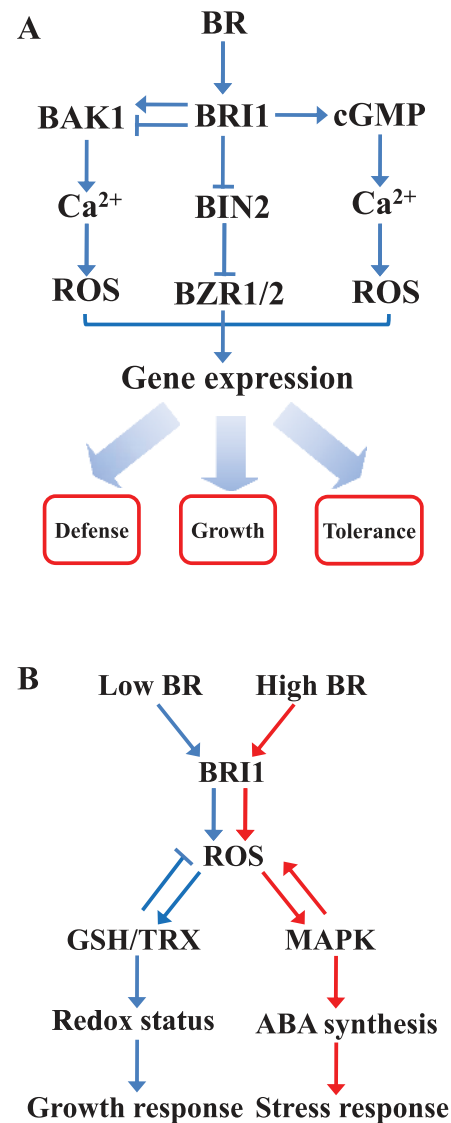 A
BR
BAK1 BRI1 cGMP
Ca²⁺ BIN2 Ca²⁺
ROS BZR1/2 ROS
Gene expression
Defense Growth Tolerance
B
Low BR High BR
BRI1
ROS
GSH/TRX MAPK
Redox status ABA synthesis
Growth response Stress response